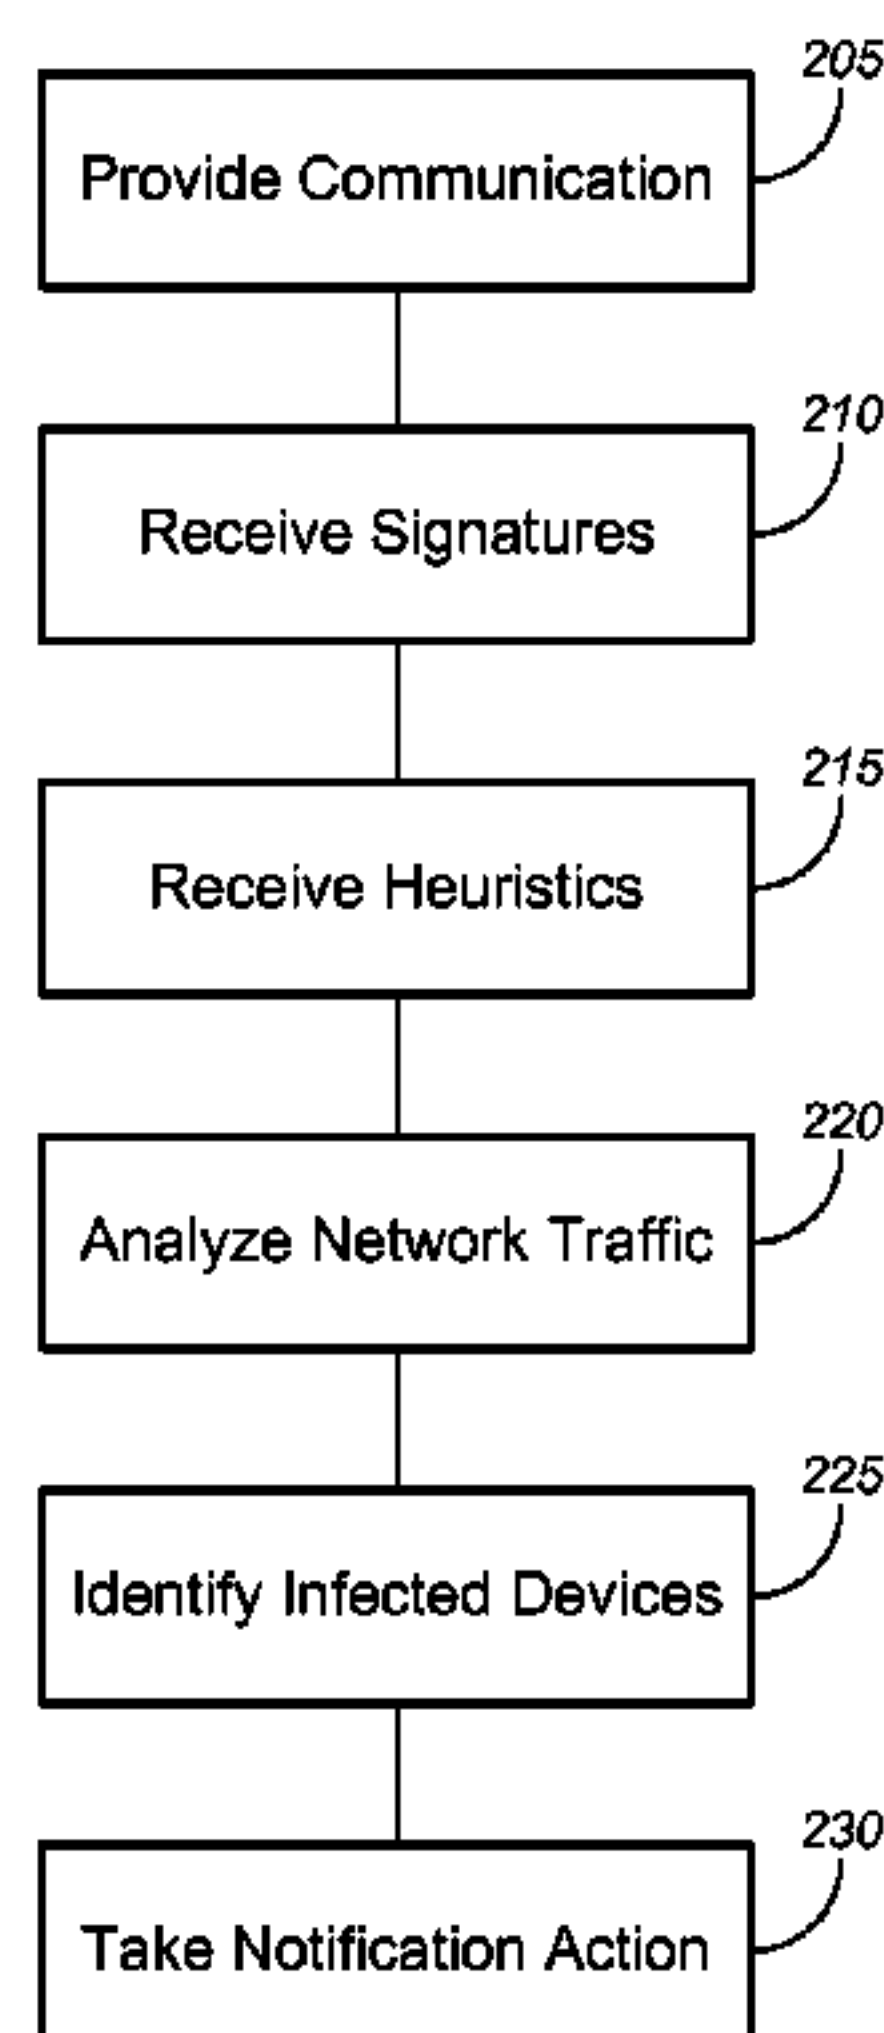 205
Provide Communication
210
Receive Signatures
215
Receive Heuristics
220
Analyze Network Traffic
225
Identify Infected Devices
230
Take Notification Action